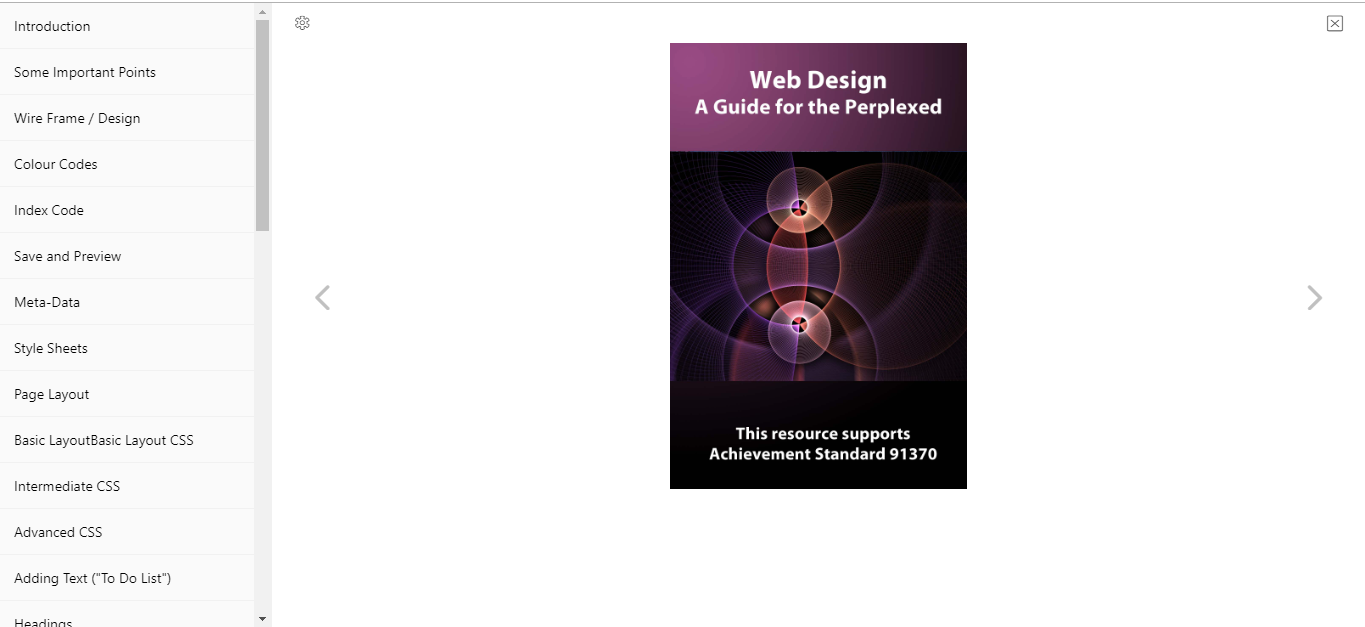 Introduction
Some Important Points
Wire Frame / Design
Colour Codes
Index Code
Save and Preview
Meta-Data
Style Sheets
Page Layout
Basic LayoutBasic Layout CSS
Intermediate CSS
Advanced CSS
Adding Text ("To Do List")
Headings
Web Design
A Guide for the Perplexed
This resource supports
Achievement Standard 91370